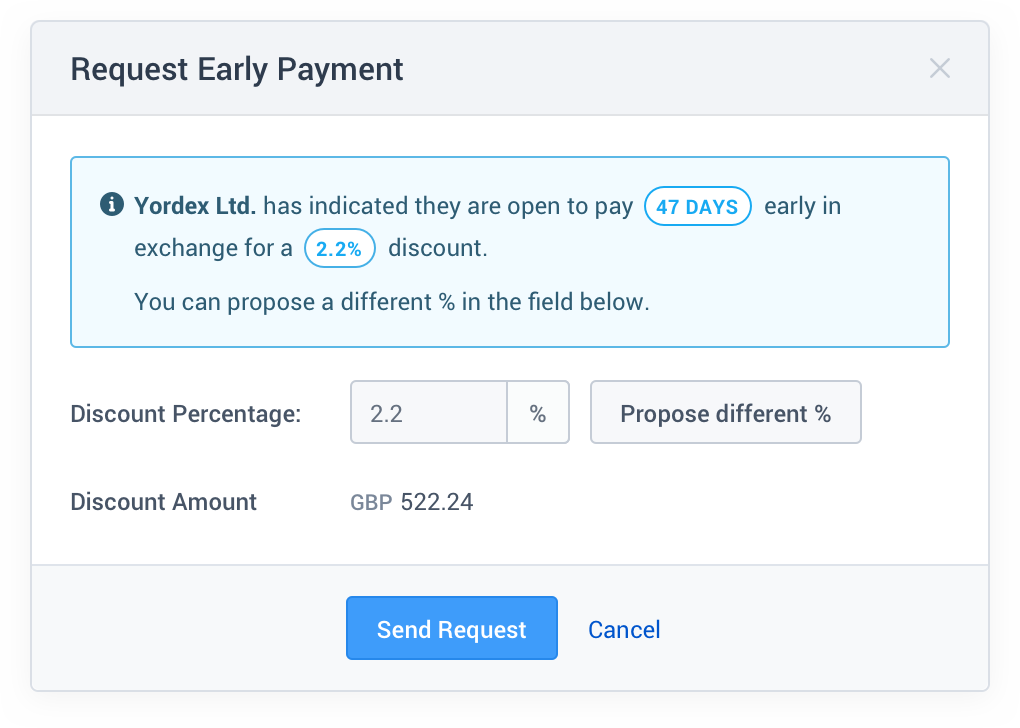 Request Early Payment
Yordex Ltd. has indicated they are open to pay 47 DAYS early in
exchange for a 2.2% discount.
You can propose a different % in the field below.
Discount Percentage: 2.2 % Propose different %
Discount Amount GBP 522.24
Send Request Cancel